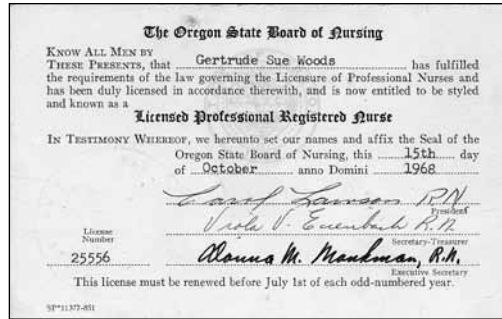 The Oregon State Board of Nursing
KNOW ALL MEN BY
THESE PRESENTS, that Gertrude Sue Woods has fulfilled
the requirements of the law governing the Licensure of Professional Nurses and
has been duly licensed in accordance therewith, and is now entitled to be styled
and known as a
Licensed Professional Registered Nurse
IN TESTIMONY WHEREOF, we hereunto set our names and affix the Seal of the
Oregon State Board of Nursing, this 15th day
of October anno Domini 1968
Carol Lawson R.N.
President
Viola V. R.N.
Secretary-Treasurer
License
Number
25556
Donna M. Monkman, R.N.
Executive Secretary
This license must be renewed before July 1st of each odd-numbered year.